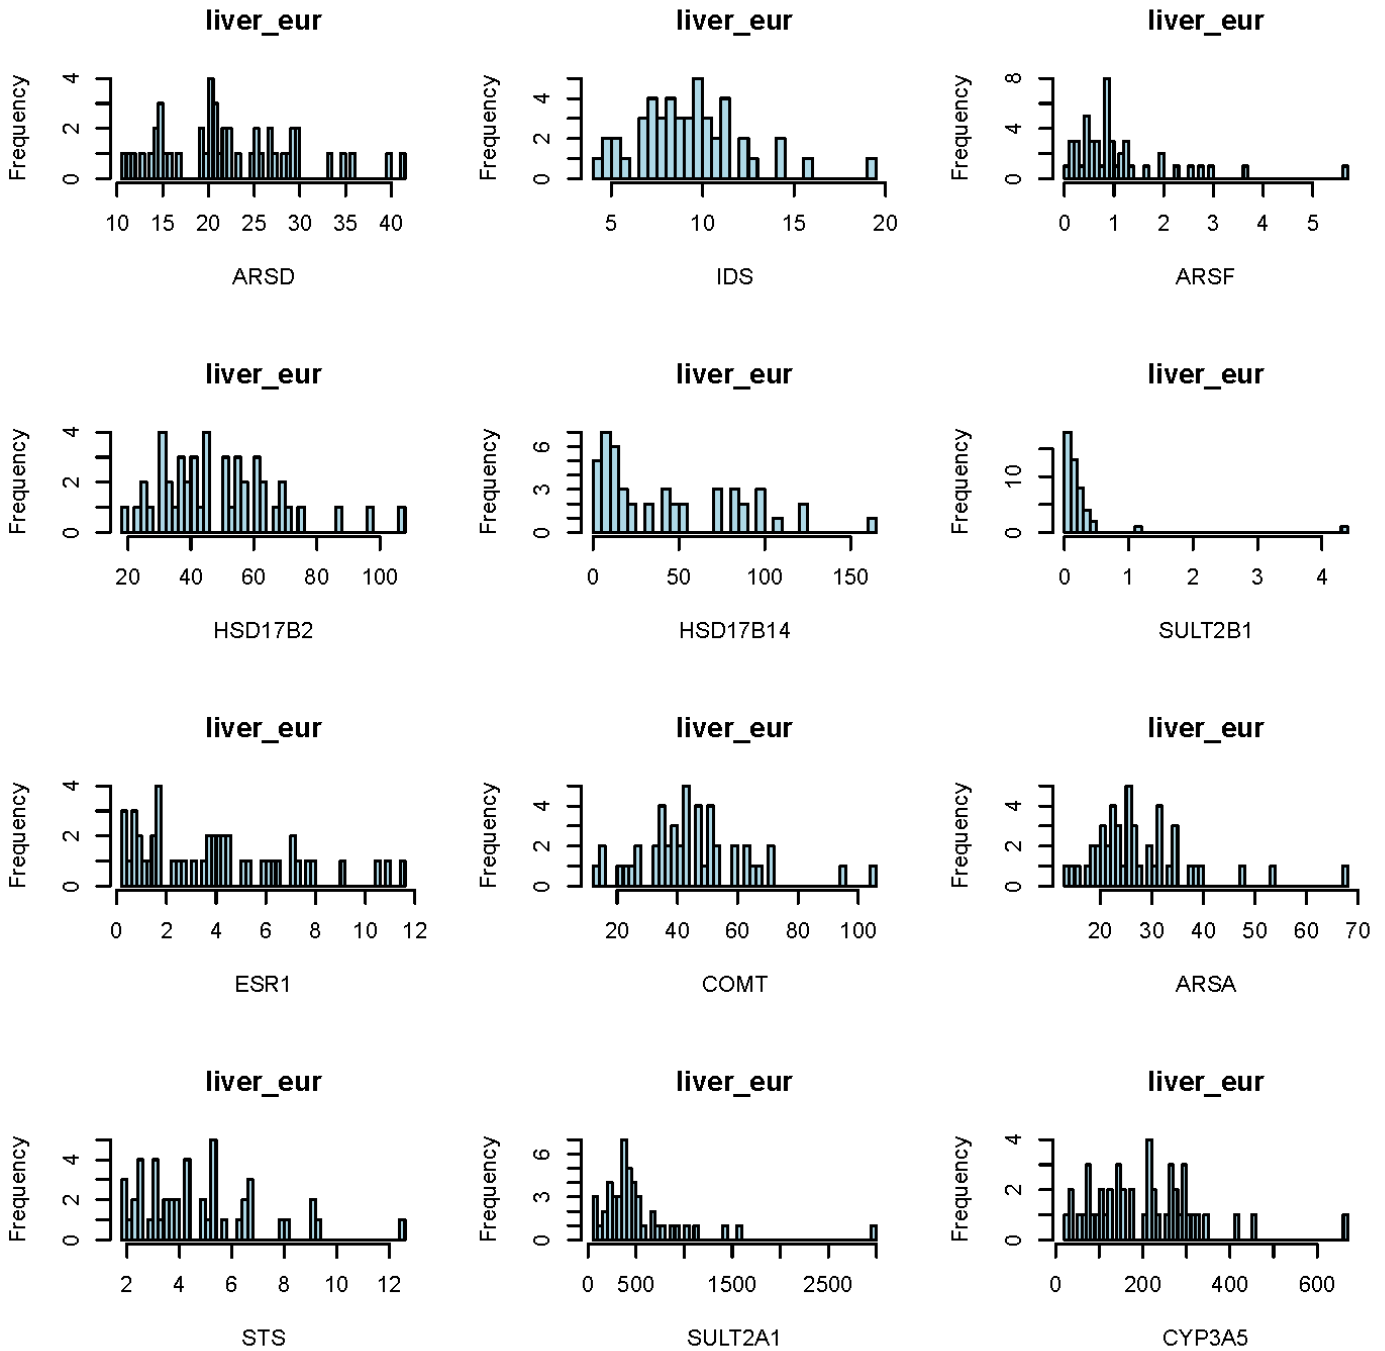 liver_eur liver_eur liver_eur
Frequency Frequency Frequency
0 2 4 0 2 4 0 4 8
10 15 20 25 30 35 40 5 10 15 20 0 1 2 3 4 5
ARSD IDS ARSF
liver_eur liver_eur liver_eur
Frequency Frequency Frequency
0 2 4 0 3 6 0 10
20 40 60 80 100 0 50 100 150 0 1 2 3 4
HSD17B2 HSD17B14 SULT2B1
liver_eur liver_eur liver_eur
Frequency Frequency Frequency
0 2 4 0 2 4 0 2 4
0 2 4 6 8 10 12 20 40 60 80 100 20 30 40 50 60 70
ESR1 COMT ARSA
liver_eur liver_eur liver_eur
Frequency Frequency Frequency
0 2 4 0 3 6 0 2 4
2 4 6 8 10 12 0 500 1500 2500 0 200 400 600
STS SULT2A1 CYP3A5